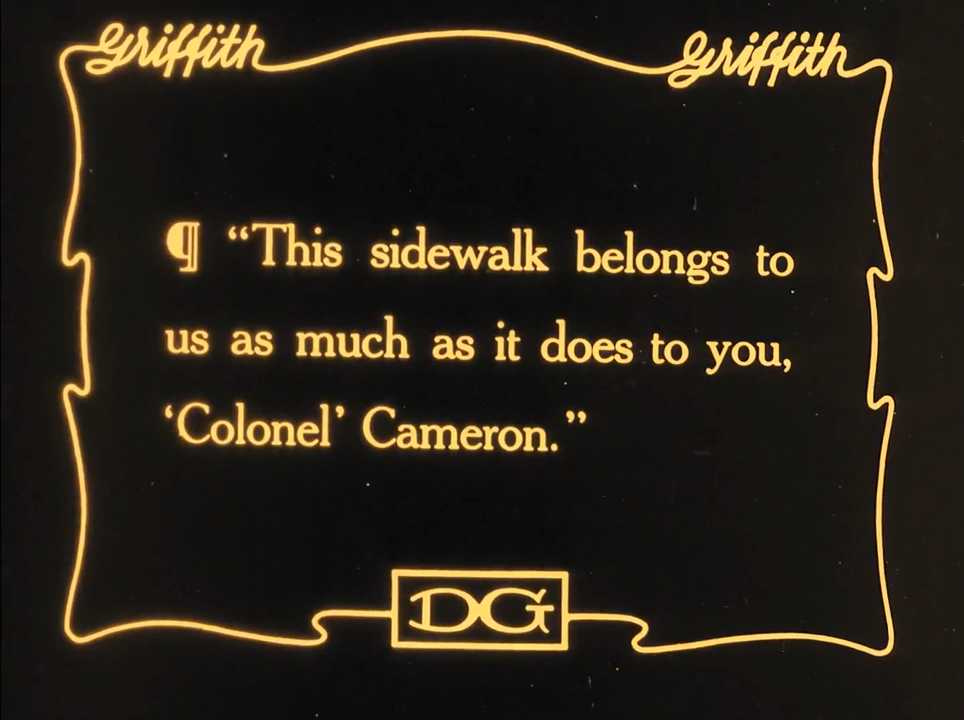 Griffith Griffith
¶ “This sidewalk belongs to
us as much as it does to you,
‘Colonel’ Cameron.”
DG